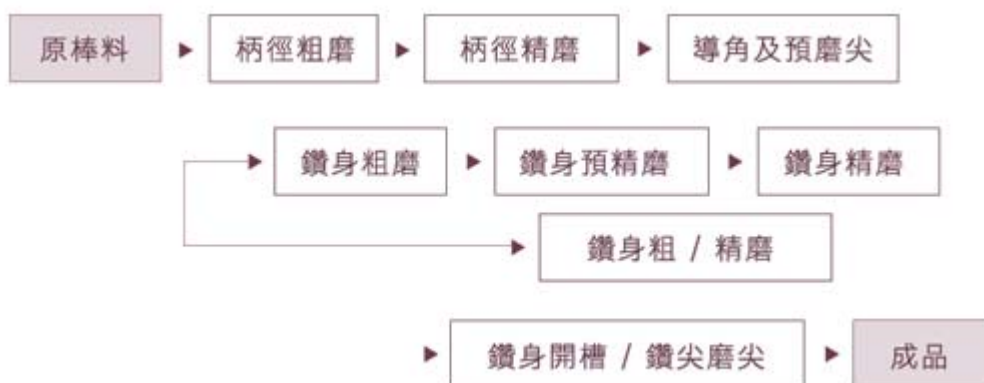 原棒料 柄徑粗磨 柄徑精磨 導角及預磨尖
鑽身粗磨 鑽身預精磨 鑽身精磨
鑽身粗 / 精磨
鑽身開槽 / 鑽尖磨尖 成品